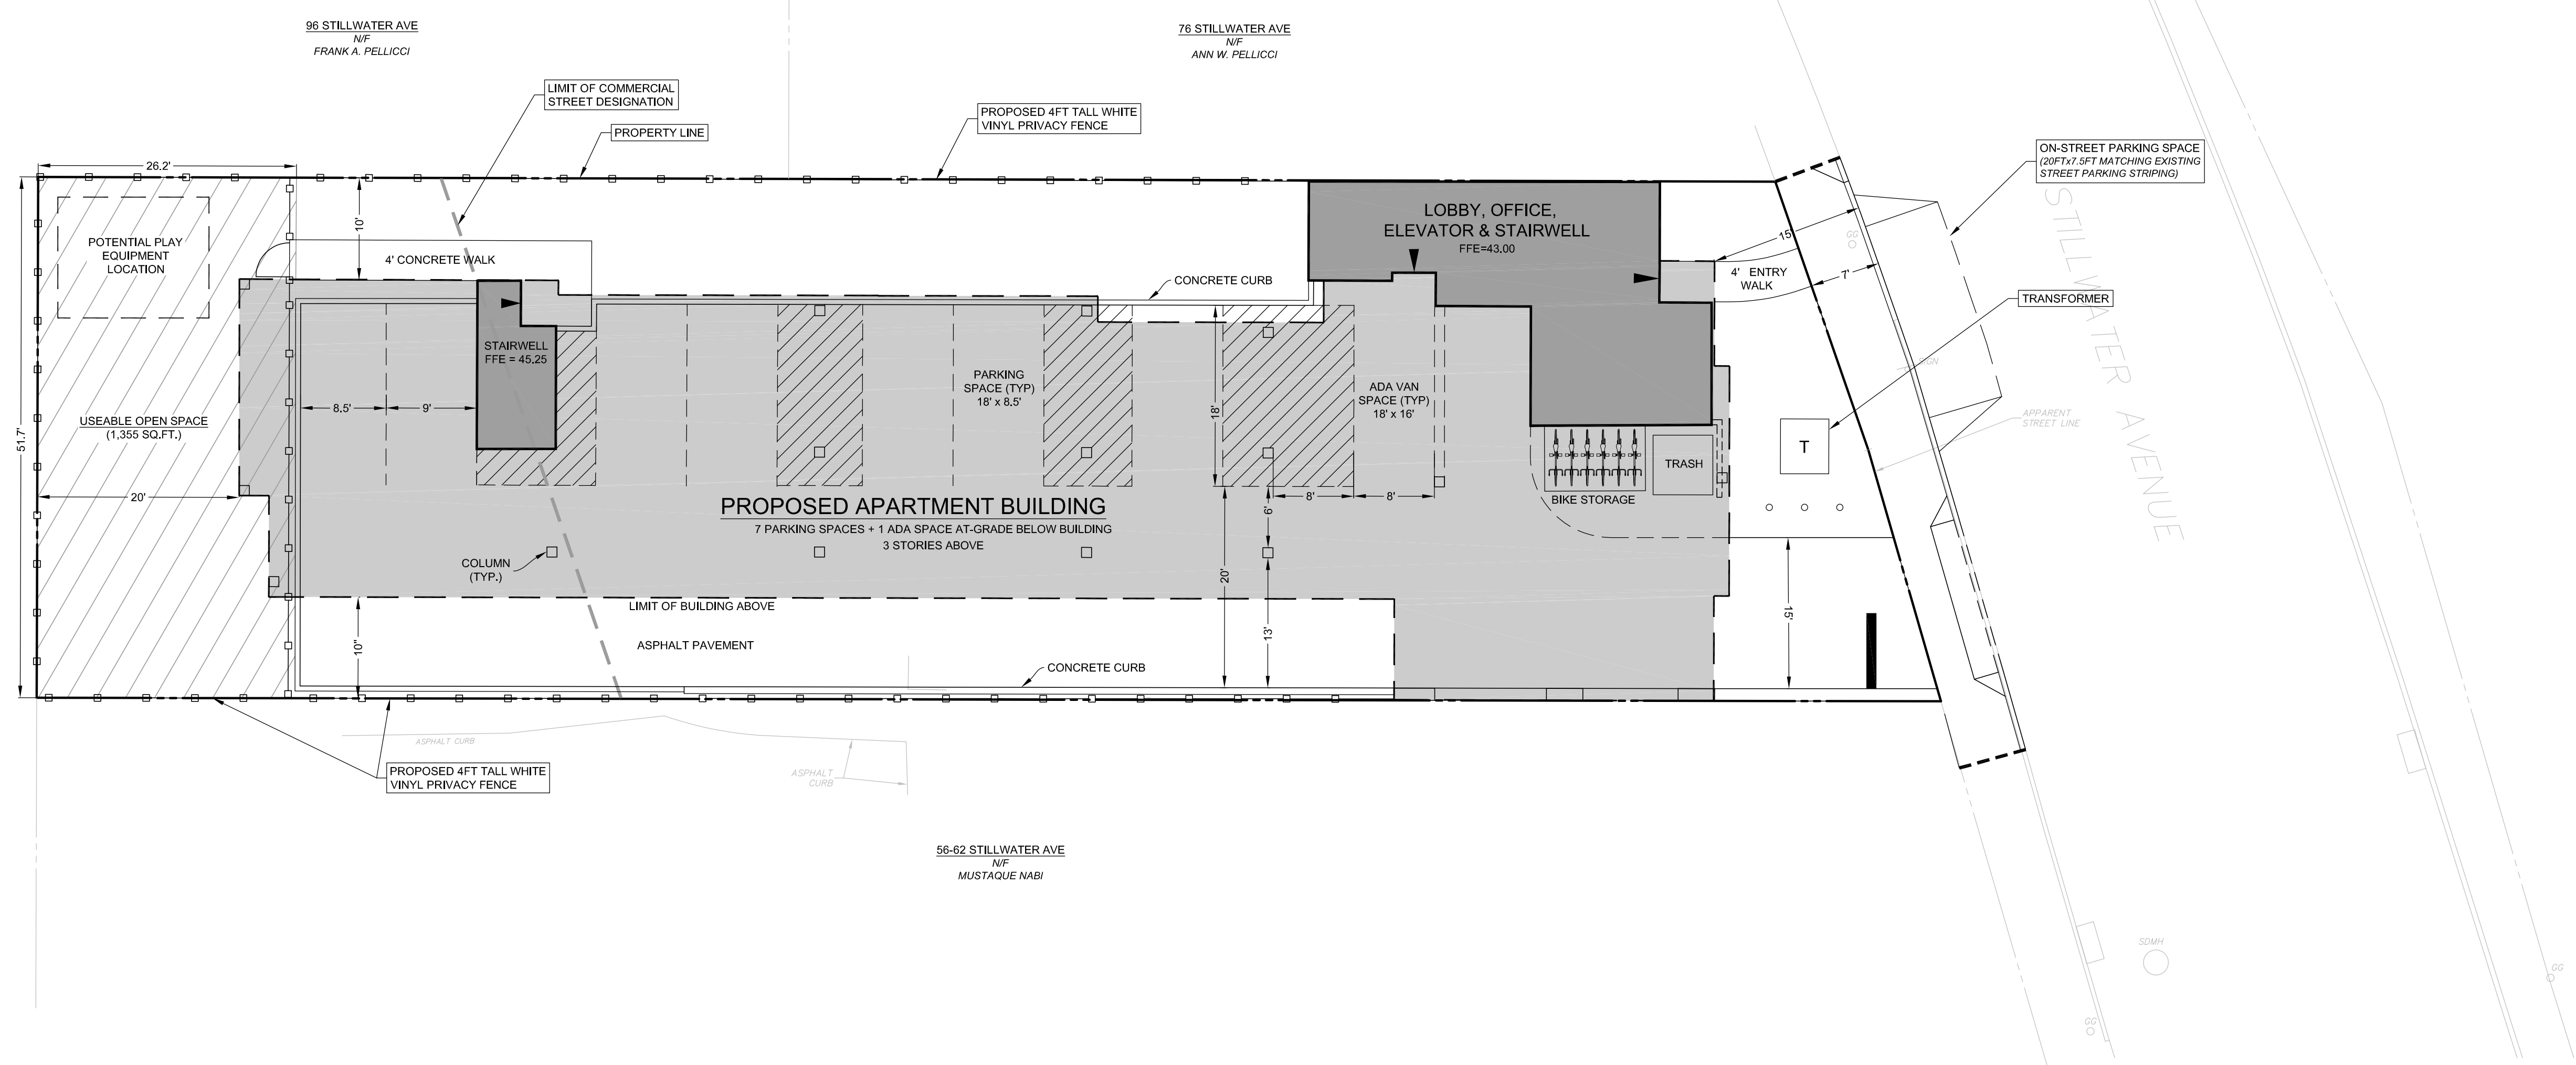 96 STILLWATER AVE
N/F
FRANK A. PELLICCI
76 STILLWATER AVE
N/F
ANN W. PELLICCI
LIMIT OF COMMERCIAL
STREET DESIGNATION
PROPERTY LINE
PROPOSED 4FT TALL WHITE
VINYL PRIVACY FENCE
ON-STREET PARKING SPACE
(20FTx7.5FT MATCHING EXISTING
STREET PARKING STRIPING)
26.2'
10'
POTENTIAL PLAY
EQUIPMENT
LOCATION
4' CONCRETE WALK
LOBBY, OFFICE,
ELEVATOR & STAIRWELL
FFE=43.00
15'
GG
7'
4' ENTRY
WALK
CONCRETE CURB
TRANSFORMER
STILLWATER AVENUE
STAIRWELL
FFE = 45.25
SIGN
PARKING
SPACE (TYP)
18' x 8.5'
ADA VAN
SPACE (TYP)
18' x 16'
18'
8.5'
9'
USEABLE OPEN SPACE
(1,355 SQ.FT.)
51.7'
APPARENT
STREET LINE
T
TRASH
20'
BIKE STORAGE
8'
8'
6'
PROPOSED APARTMENT BUILDING
7 PARKING SPACES + 1 ADA SPACE AT-GRADE BELOW BUILDING
3 STORIES ABOVE
COLUMN
(TYP.)
20'
13'
15'
LIMIT OF BUILDING ABOVE
10"
ASPHALT PAVEMENT
CONCRETE CURB
ASPHALT CURB
PROPOSED 4FT TALL WHITE
VINYL PRIVACY FENCE
ASPHALT
CURB
56-62 STILLWATER AVE
N/F
MUSTAQUE NABI
SDMH
GG
GG